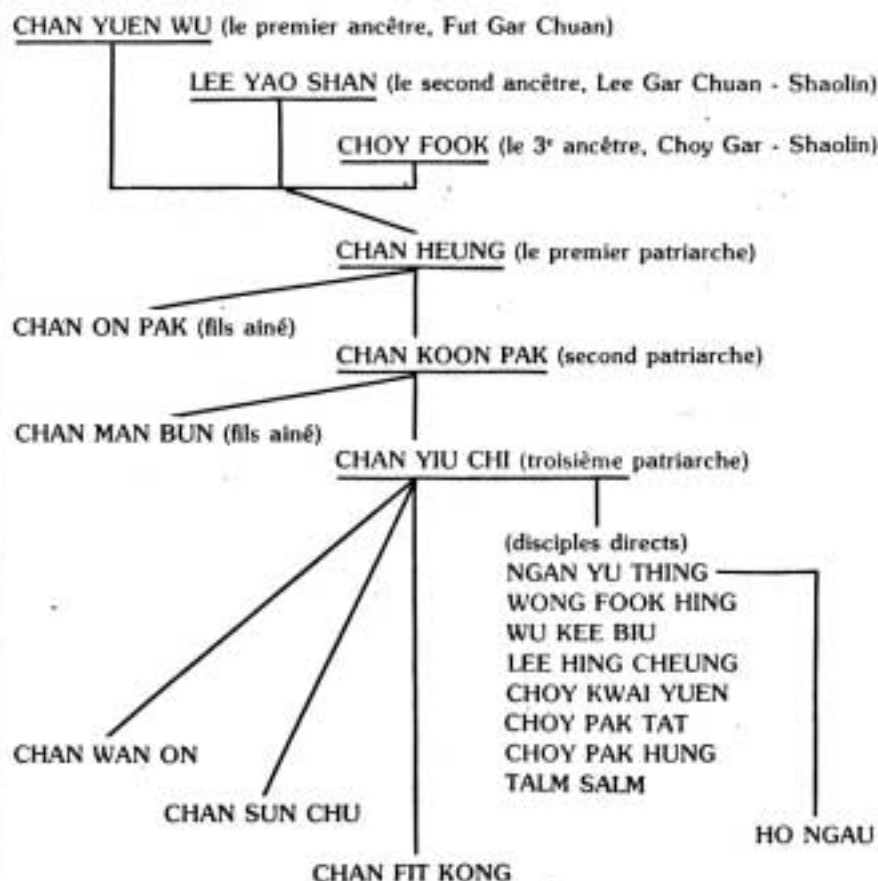 CHAN YUEN WU (le premier ancêtre, Fut Gar Chuan)
LEE YAO SHAN (le second ancêtre, Lee Gar Chuan - Shaolin)
CHOY FOOK (le 3e ancêtre, Choy Gar - Shaolin)
CHAN HEUNG (le premier patriarche)
CHAN ON PAK (fils ainé)
CHAN KOON PAK (second patriarche)
CHAN MAN BUN (fils ainé)
CHAN YIU CHI (troisième patriarche)
(disciples directs)
NGAN YU THING
WONG FOOK HING
WU KEE BIU
LEE HING CHEUNG
CHOY KWAI YUEN
CHOY PAK TAT
CHOY PAK HUNG
TALM SALM
CHAN WAN ON
CHAN SUN CHU
HO NGAU
CHAN FIT KONG